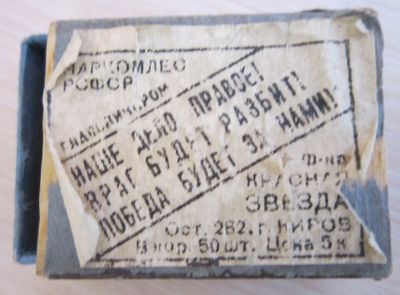 НАРКОМЛЕС
РСФСР
ГЛАВСПИЧПРОМ
НАШЕ ДЕЛО ПРАВОЕ!
ВРАГ БУДЕТ РАЗБИТ!
ПОБЕДА БУДЕТ ЗА НАМИ!
Ф-ка
КРАСНАЯ
ЗВЕЗДА
Ост. 262. г. КИРОВ
В кор. 50 шт. Цена 5 к